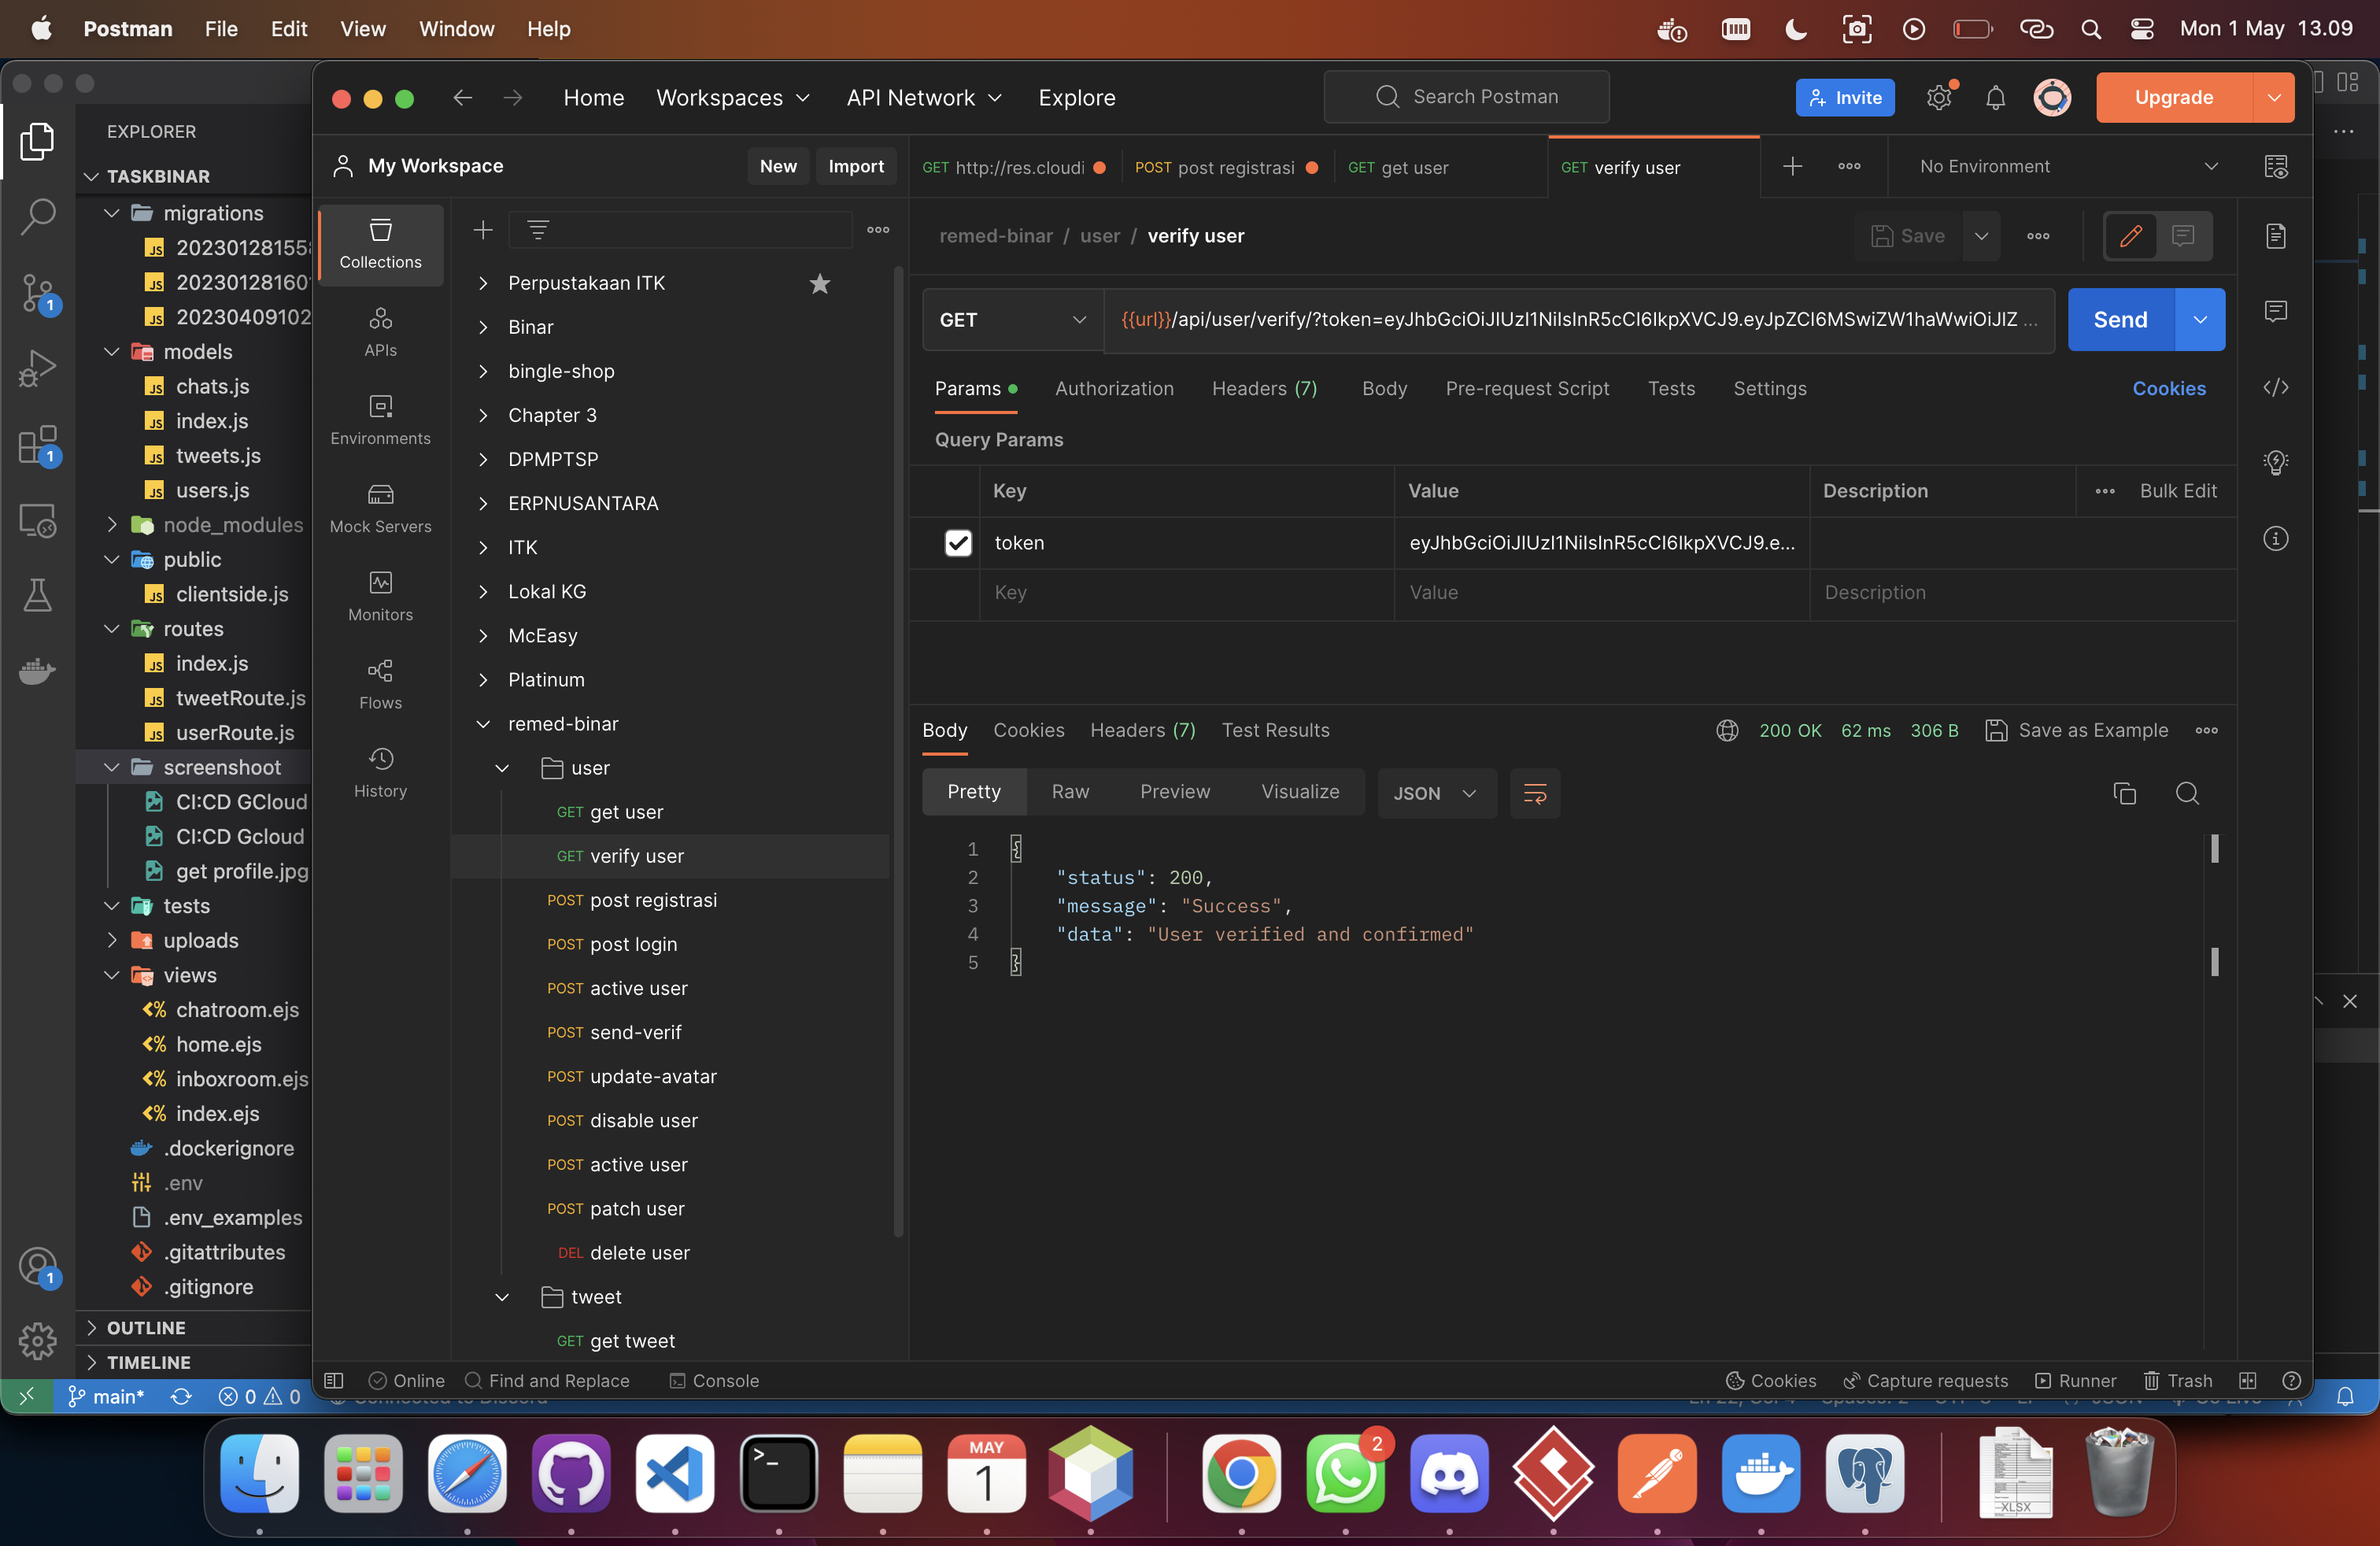 Postman File Edit View Window Help Mon 1 May 13.09
Home Workspaces API Network Explore Search Postman Invite Upgrade
EXPLORER
TASKBINAR
migrations
models
chats.js
index.js
tweets.js
users.js
node_modules
public
clientside.js
routes
index.js
tweetRoute.js
userRoute.js
screenshoot
CI:CD GCloud
CI:CD Gcloud
get profile.jpg
tests
uploads
views
chatroom.ejs
home.ejs
inboxroom.ejs
index.ejs
.dockerignore
.env
.env_examples
.gitattributes
.gitignore
OUTLINE
TIMELINE
main* 0 0
My Workspace New Import
Collections
APIs
Environments
Mock Servers
Monitors
Flows
History
Perpustakaan ITK
Binar
bingle-shop
Chapter 3
DPMPTSP
ERPNUSANTARA
ITK
Lokal KG
McEasy
Platinum
remed-binar
user
GET get user
GET verify user
POST post registrasi
POST post login
POST active user
POST send-verif
POST update-avatar
POST disable user
POST active user
POST patch user
DEL delete user
tweet
GET get tweet
GET http://res.cloudi POST post registrasi GET get user GET verify user No Environment
remed-binar / user / verify user Save
GET {{url}}/api/user/verify/?token=eyJhbGciOiJIUzI1NiIsInR5cCI6IkpXVCJ9.eyJpZCI6MSwiZW1haWwiOiJlZ ... Send
Params Authorization Headers (7) Body Pre-request Script Tests Settings Cookies
Query Params
Key Value Description Bulk Edit
token eyJhbGciOiJIUzI1NiIsInR5cCI6IkpXVCJ9.e...
Key Value Description
Body Cookies Headers (7) Test Results 200 OK 62 ms 306 B Save as Example
Pretty Raw Preview Visualize JSON
1 {
2 "status": 200,
3 "message": "Success",
4 "data": "User verified and confirmed"
5 }
Online Find and Replace Console Cookies Capture requests Runner Trash
MAY
1
2
XLSX